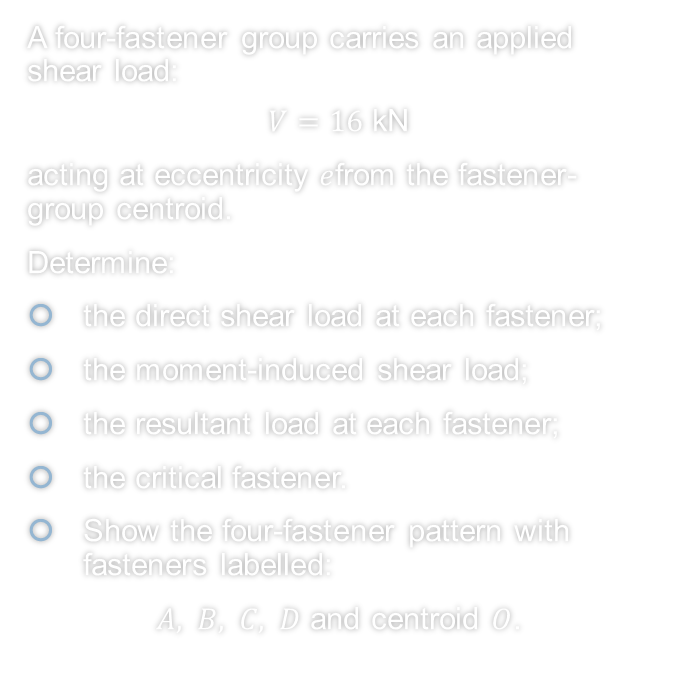 A four-fastener group carries an applied
shear load:
V = 16 kN
acting at eccentricity efrom the fastener-
group centroid.
Determine:
the direct shear load at each fastener;
the moment-induced shear load;
the resultant load at each fastener;
the critical fastener.
Show the four-fastener pattern with
fasteners labelled:
A, B, C, D and centroid O.